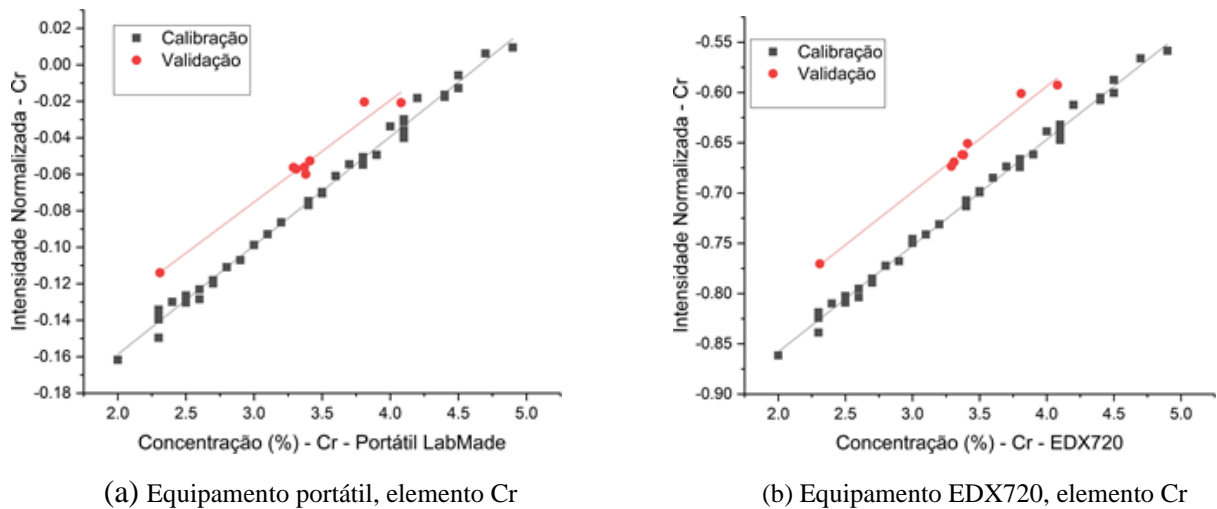 0.02
0.00
-0.02
-0.04
-0.06
-0.08
-0.10
-0.12
-0.14
-0.16
-0.18
Intensidade Normalizada - Cr
Calibração
Validação
2.0 2.5 3.0 3.5 4.0 4.5 5.0
Concentração (%) - Cr - Portátil LabMade
(a) Equipamento portátil, elemento Cr
-0.55
-0.60
-0.65
-0.70
-0.75
-0.80
-0.85
-0.90
Intensidade Normalizada - Cr
Calibração
Validação
2.0 2.5 3.0 3.5 4.0 4.5 5.0
Concentração (%) - Cr - EDX720
(b) Equipamento EDX720, elemento Cr